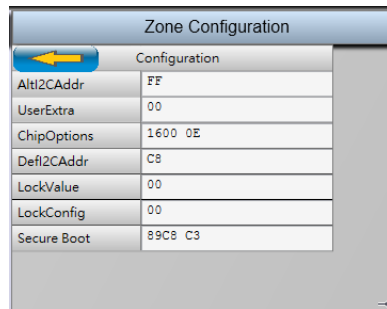 Zone Configuration
Configuration
AltI2CAddr FF
UserExtra 00
ChipOptions 1600 0E
DefI2CAddr C8
LockValue 00
LockConfig 00
Secure Boot 89C8 C3